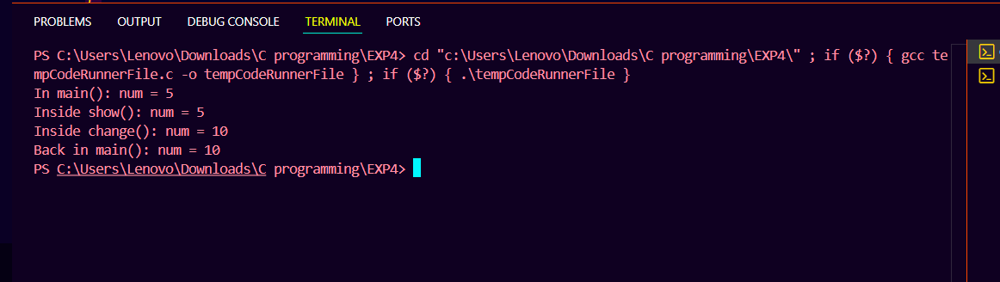 PROBLEMS OUTPUT DEBUG CONSOLE TERMINAL PORTS
PS C:\Users\Lenovo\Downloads\C programming\EXP4> cd "c:\Users\Lenovo\Downloads\C programming\EXP4\" ; if ($?) { gcc te
mpCodeRunnerFile.c -o tempCodeRunnerFile } ; if ($?) { .\tempCodeRunnerFile }
In main(): num = 5
Inside show(): num = 5
Inside change(): num = 10
Back in main(): num = 10
PS C:\Users\Lenovo\Downloads\C programming\EXP4>